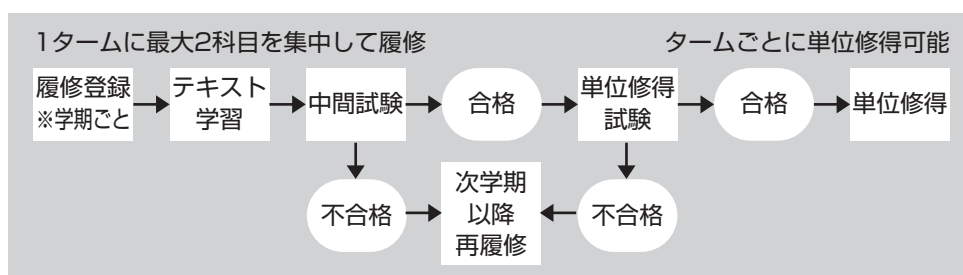 1タームに最大2科目を集中して履修
タームごとに単位修得可能
履修登録
※学期ごと
テキスト
学習
中間試験
合格
単位修得
試験
合格
単位修得
不合格
次学期
以降
再履修
不合格